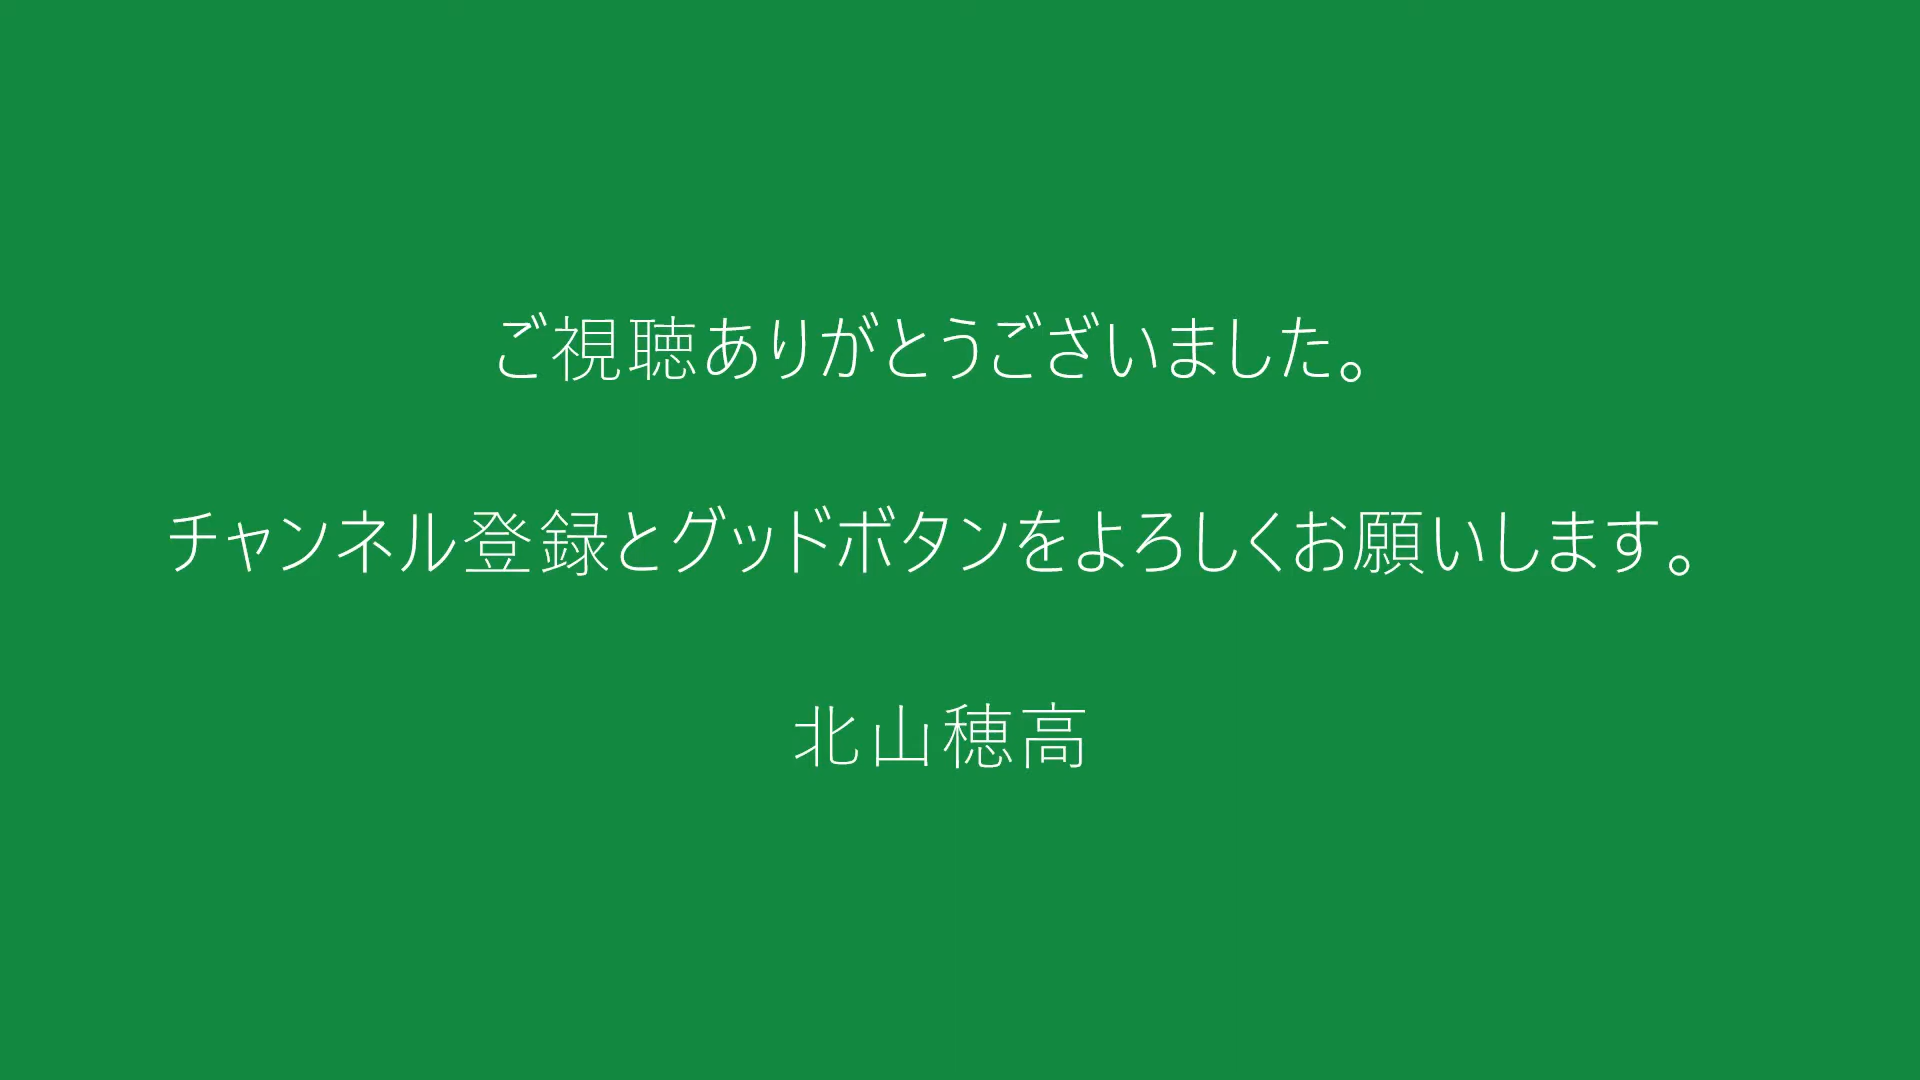 ご視聴ありがとうございました。
チャンネル登録とグッドボタンをよろしくお願いします。
北山穂高